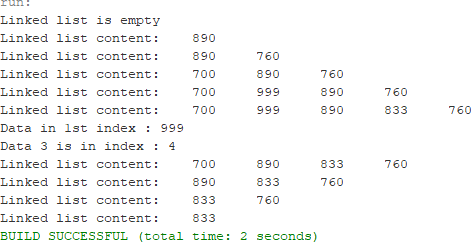 run:
Linked list is empty
Linked list content: 890
Linked list content: 890 760
Linked list content: 700 890 760
Linked list content: 700 999 890 760
Linked list content: 700 999 890 833 760
Data in lst index : 999
Data 3 is in index : 4
Linked list content: 700 890 833 760
Linked list content: 890 833 760
Linked list content: 833 760
Linked list content: 833
BUILD SUCCESSFUL (total time: 2 seconds)